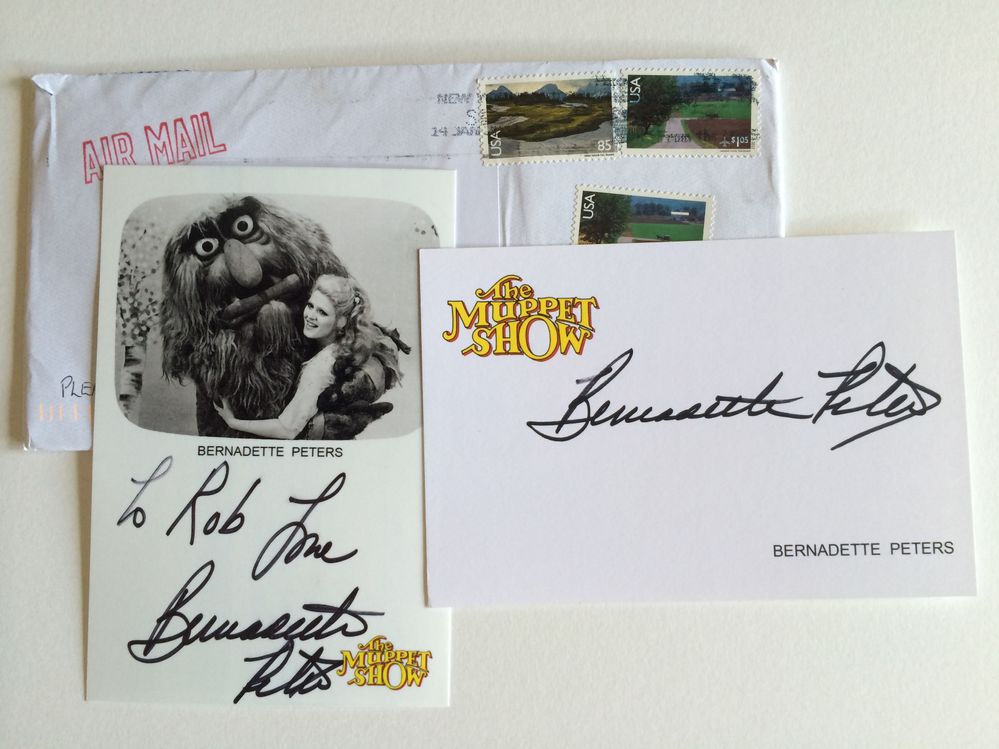 AIR MAIL
NEW
14 JAN
USA
85
USA
$1.05
USA
PLE
BERNADETTE PETERS
To Rob Love
Bernadette
Peters
The
MUPPET
SHOW
The
MUPPET
SHOW
Bernadette Peters
BERNADETTE PETERS